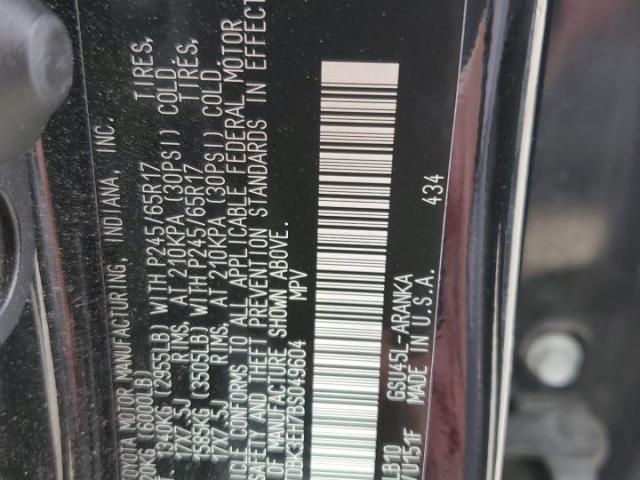 TOYOTA MOTOR MANUFACTURING, INDIANA, INC.
20KG (6000LB)
1340KG (2955LB) WITH P245/65R17 TIRES,
17X7.5J RIMS, AT 210KPA (30PSI) COLD.
1585KG (3505LB) WITH P245/65R17 TIRES,
17X7.5J RIMS, AT 210KPA (30PSI) COLD.
ICLE CONFORMS TO ALL APPLICABLE FEDERAL MOTOR
SAFETY AND THEFT PREVENTION STANDARDS IN EFFECT
OF MANUFACTURE SHOWN ABOVE.
DBK3EH7BS049604 MPV
LB10 GSU45L-ARANKA
V0151F MADE IN U.S.A. 434